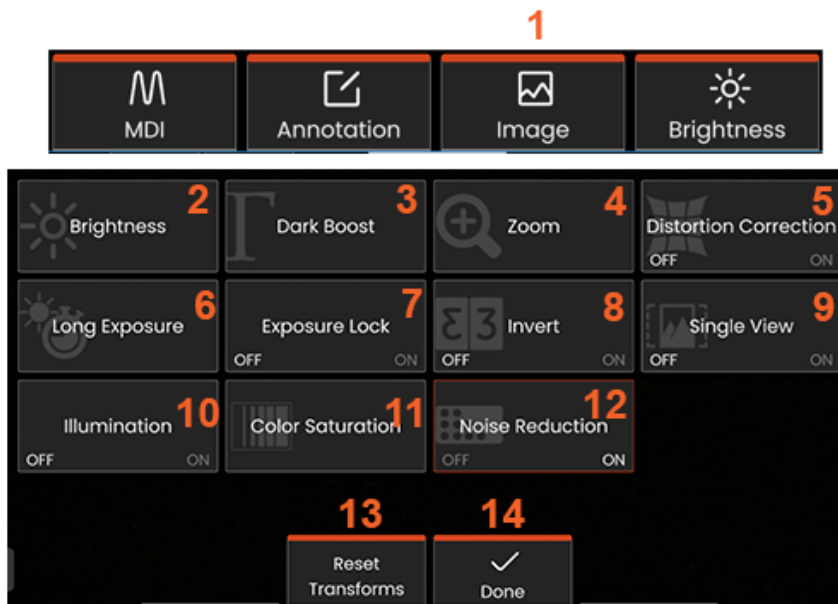 1
MDI
Annotation
Image
Brightness
Brightness 2
Dark Boost 3
Zoom 4
Distortion Correction 5
OFF ON
Long Exposure 6
Exposure Lock 7
OFF ON
Invert 8
OFF ON
Single View 9
OFF ON
Illumination 10
OFF ON
Color Saturation 11
Noise Reduction 12
OFF ON
13
Reset
Transforms
14
Done